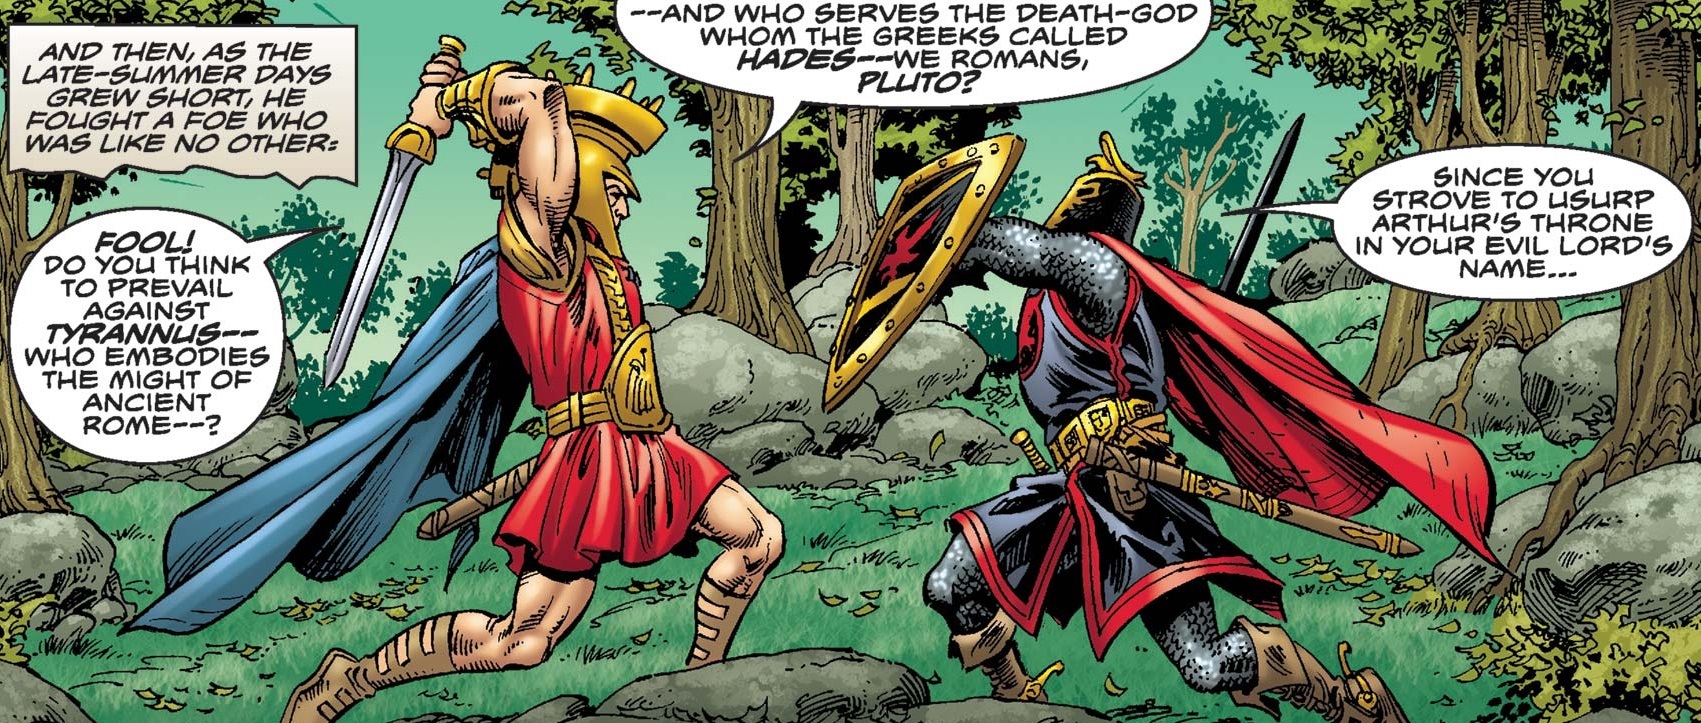 AND THEN, AS THE
LATE-SUMMER DAYS
GREW SHORT, HE
FOUGHT A FOE WHO
WAS LIKE NO OTHER:
FOOL!
DO YOU THINK
TO PREVAIL
AGAINST
TYRANNUS--
WHO EMBODIES
THE MIGHT OF
ANCIENT
ROME--?
--AND WHO SERVES THE DEATH-GOD
WHOM THE GREEKS CALLED
HADES--WE ROMANS,
PLUTO?
SINCE YOU
STROVE TO USURP
ARTHUR'S THRONE
IN YOUR EVIL LORD'S
NAME...